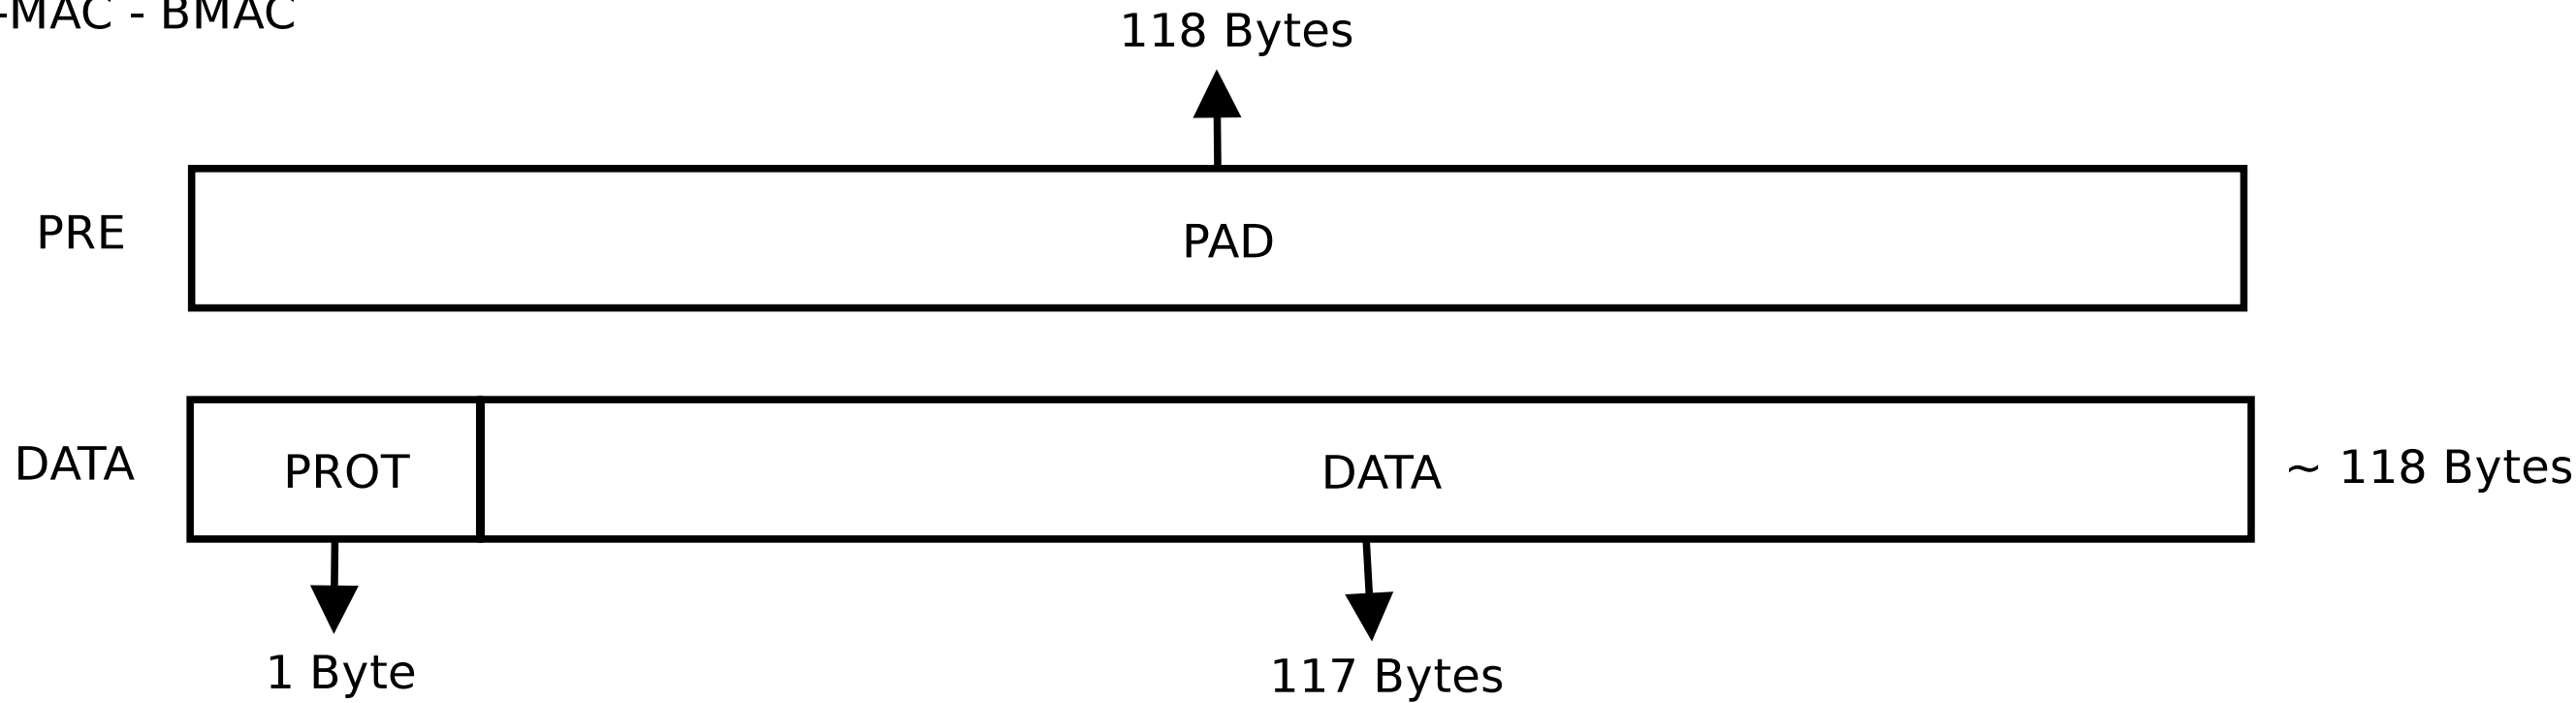 -MAC - BMAC
118 Bytes
PRE
PAD
DATA
PROT
DATA
~ 118 Bytes
1 Byte
117 Bytes